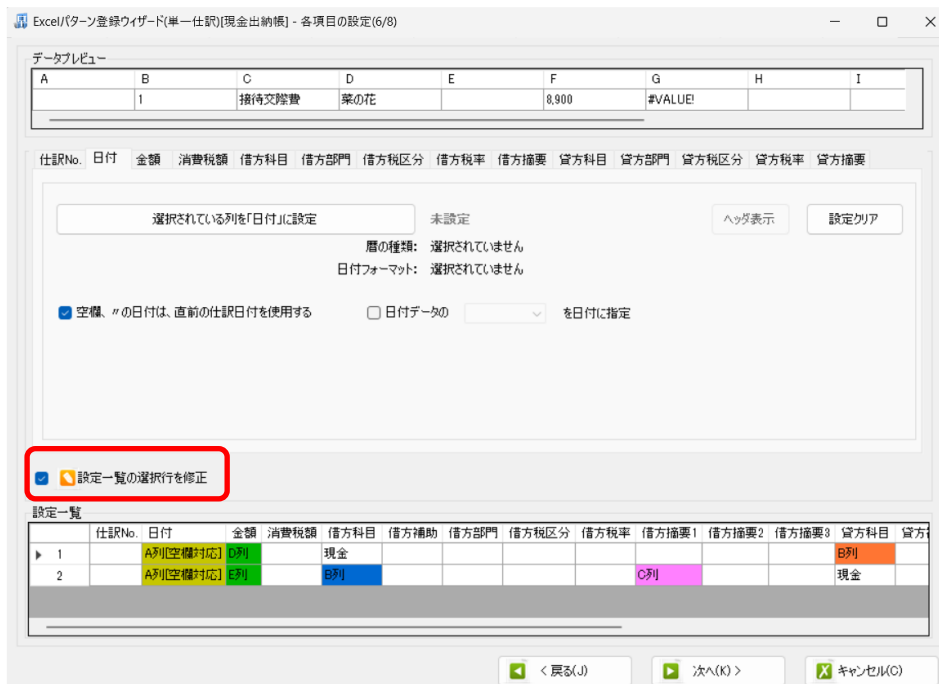 Excelパターン登録ウィザード(単一仕訳)[現金出納帳] - 各項目の設定(6/8)
データプレビュー
A B C D E F G H I
1 接待交際費 菜の花 8,900 #VALUE!
仕訳No. 日付 金額 消費税額 借方科目 借方部門 借方税区分 借方税率 借方摘要 貸方科目 貸方部門 貸方税区分 貸方税率 貸方摘要
選択されている列を「日付」に設定 未設定 ヘッダ表示 設定クリア
暦の種類: 選択されていません
日付フォーマット: 選択されていません
空欄、〃の日付は、直前の仕訳日付を使用する 日付データの を日付に指定
設定一覧の選択行を修正
設定一覧
仕訳No. 日付 金額 消費税額 借方科目 借方補助 借方部門 借方税区分 借方税率 借方摘要1 借方摘要2 借方摘要3 貸方科目
1 A列[空欄対応] D列 現金 B列
2 A列[空欄対応] E列 B列 C列 現金
< 戻る(J) 次へ(K) > キャンセル(C)